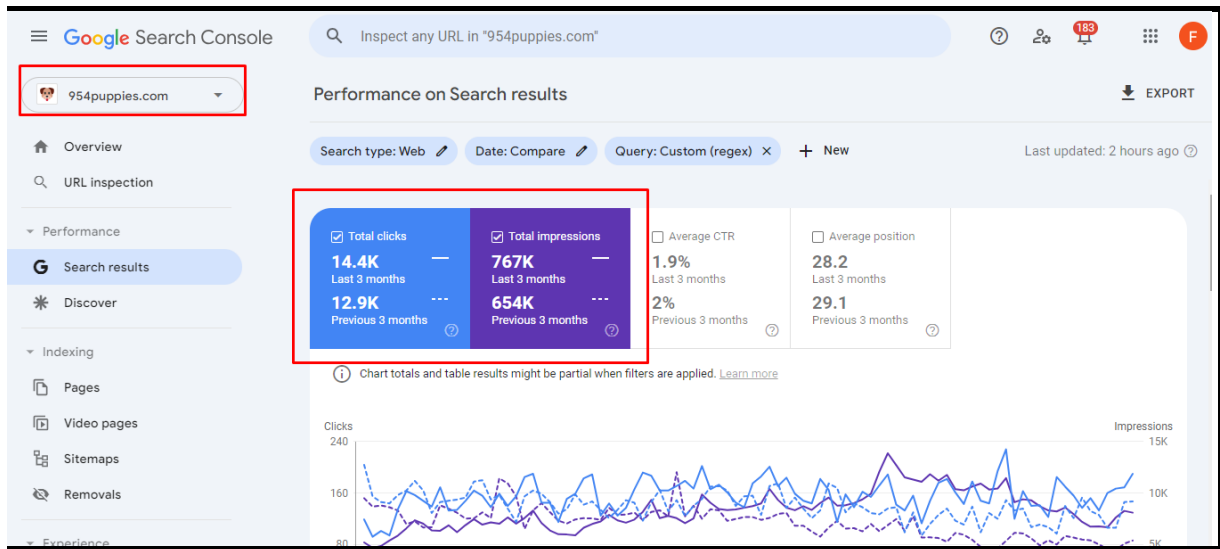 Google Search Console
Inspect any URL in "954puppies.com"
183
F
954puppies.com
Performance on Search results
EXPORT
Overview
URL inspection
Performance
Search results
Discover
Indexing
Pages
Video pages
Sitemaps
Removals
Experience
Search type: Web
Date: Compare
Query: Custom (regex)
New
Last updated: 2 hours ago
Total clicks
14.4K
Last 3 months
12.9K
Previous 3 months
Total impressions
767K
Last 3 months
654K
Previous 3 months
Average CTR
1.9%
Last 3 months
2%
Previous 3 months
Average position
28.2
Last 3 months
29.1
Previous 3 months
Chart totals and table results might be partial when filters are applied. Learn more
Clicks
Impressions
240
15K
160
10K
80
5K